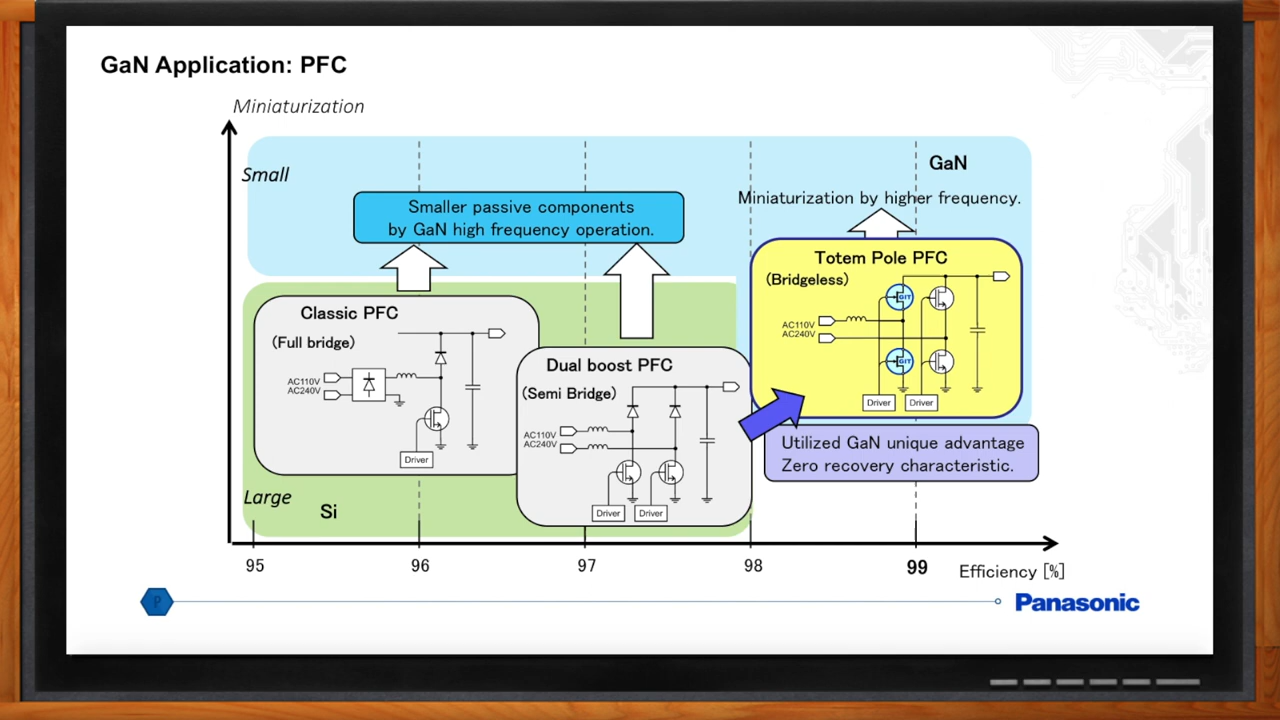 GaN Application: PFC
Miniaturization
Small
GaN
Smaller passive components
by GaN high frequency operation.
Miniaturization by higher frequency.
Classic PFC
(Full bridge)
AC110V
AC240V
Driver
Dual boost PFC
(Semi Bridge)
AC110V
AC240V
Driver
Driver
Totem Pole PFC
(Bridgeless)
GIT
AC110V
AC240V
GIT
Driver
Driver
Utilized GaN unique advantage
Zero recovery characteristic.
Large
Si
95
96
97
98
99
Efficiency [%]
P
Panasonic